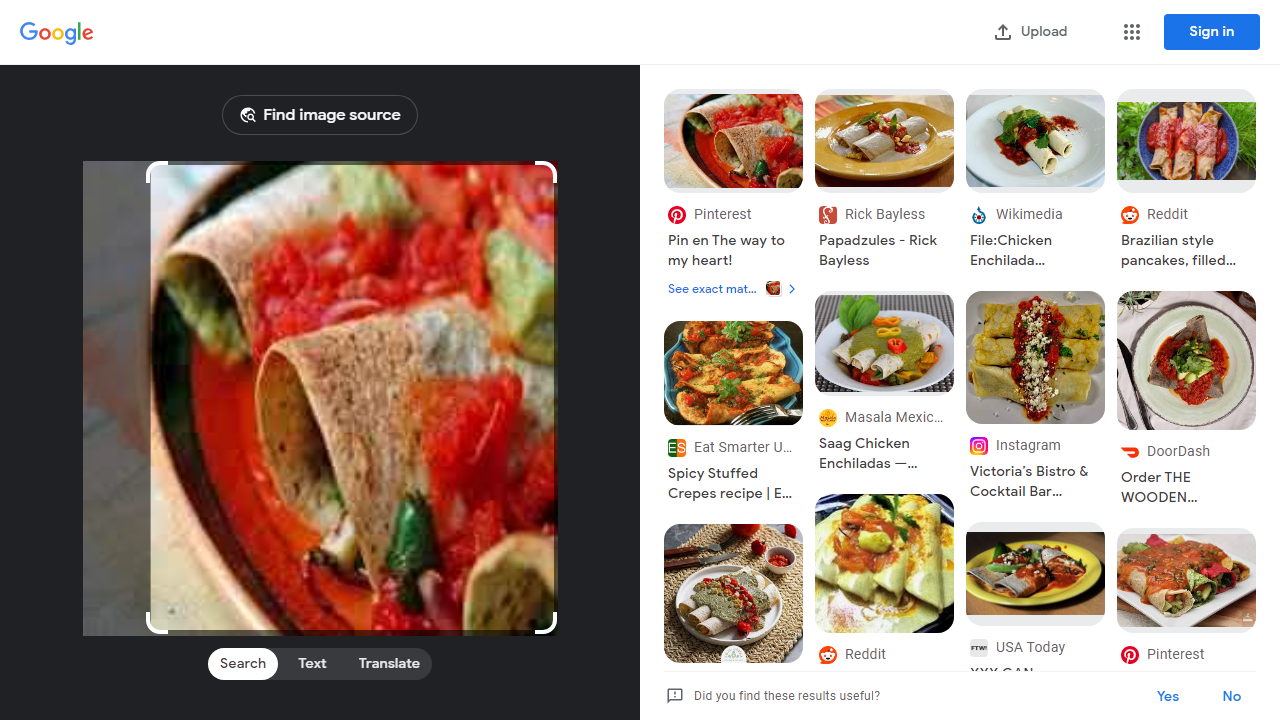 Google
Upload
Sign in
Find image source
Search
Text
Translate
Pinterest
Pin en The way to
my heart!
See exact mat...
Rick Bayless
Papadzules - Rick
Bayless
Wikimedia
File:Chicken
Enchilada...
Reddit
Brazilian style
pancakes, filled...
ES
Eat Smarter U...
Spicy Stuffed
Crepes recipe | E...
Masala Mexic...
Saag Chicken
Enchiladas —...
Instagram
Victoria's Bistro &
Cocktail Bar...
DoorDash
Order THE
WOODEN...
Reddit
FTW!
USA Today
Pinterest
Did you find these results useful?
Yes
No